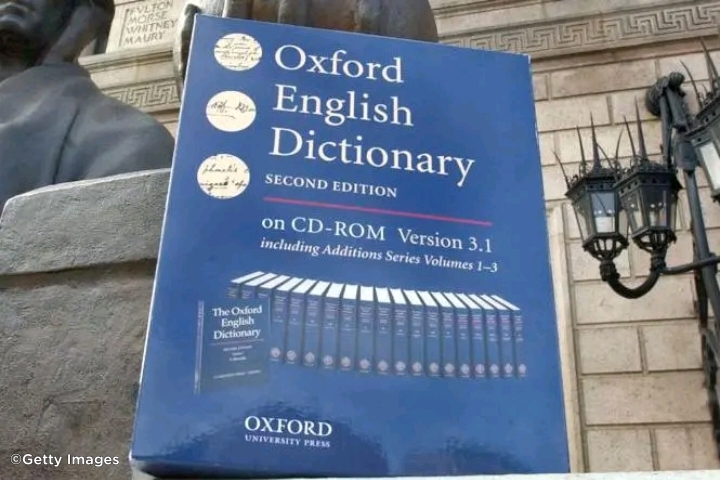 FULTON
MORSE
WHITNEY
MAURY
Oxford
English
Dictionary
SECOND EDITION
on CD-ROM Version 3.1
including Additions Series Volumes 1–3
The Oxford
English
Dictionary
OXFORD
UNIVERSITY PRESS
©Getty Images